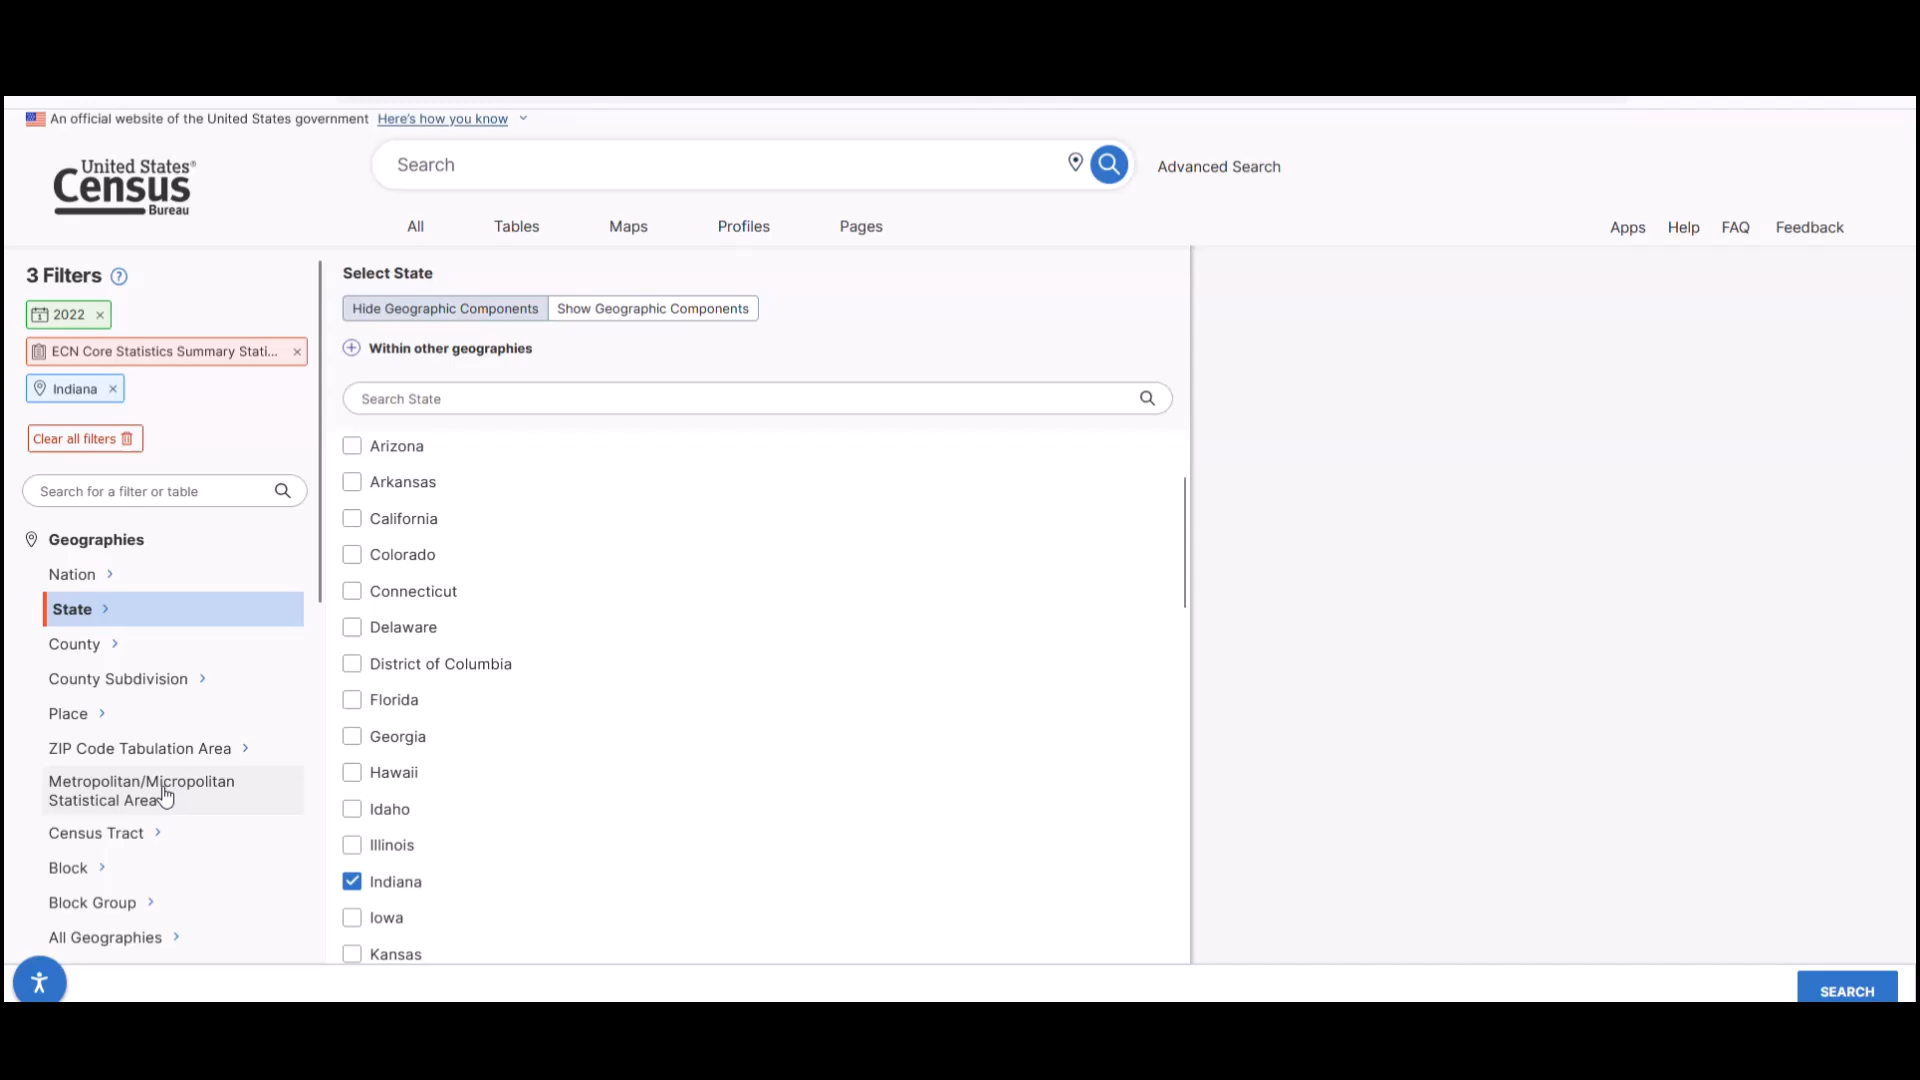 An official website of the United States government Here's how you know
United States®
Census
Bureau
Search
Advanced Search
All Tables Maps Profiles Pages
Apps Help FAQ Feedback
3 Filters ?
1 2022 ×
ECN Core Statistics Summary Stati... ×
Indiana ×
Clear all filters
Search for a filter or table
Geographies
Nation
State
County
County Subdivision
Place
ZIP Code Tabulation Area
Metropolitan/Micropolitan
Statistical Area
Census Tract
Block
Block Group
All Geographies
Select State
Hide Geographic Components Show Geographic Components
Within other geographies
Search State
Arizona
Arkansas
California
Colorado
Connecticut
Delaware
District of Columbia
Florida
Georgia
Hawaii
Idaho
Illinois
Indiana
Iowa
Kansas
SEARCH